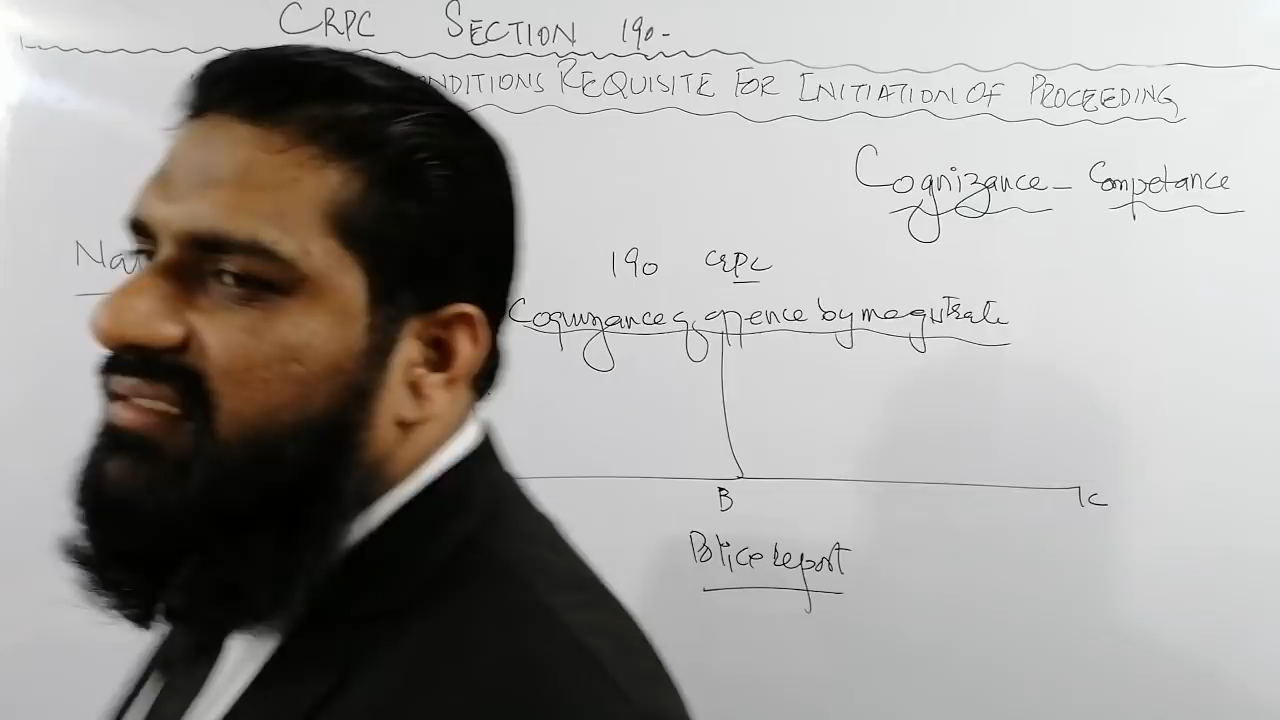 CRPC SECTION 190-
ONDITIONS REQUISITE FOR INITIATION OF PROCEEDING
Cognizance - Competance
190 CRPC
Cognizance of offence by magistrate
B C
Police report